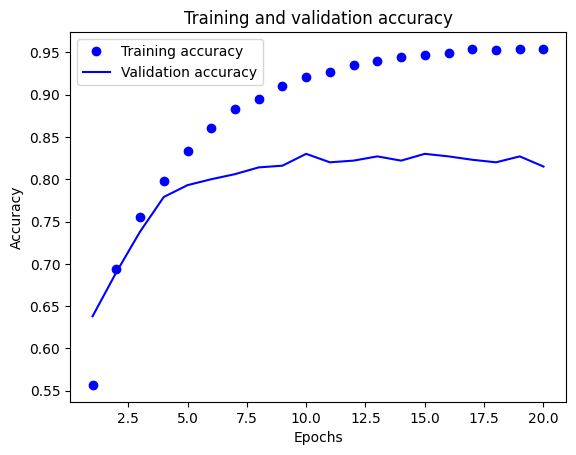 Training and validation accuracy
Training accuracy
Validation accuracy
0.95
0.90
0.85
0.80
0.75
0.70
0.65
0.60
0.55
Accuracy
2.5 5.0 7.5 10.0 12.5 15.0 17.5 20.0
Epochs